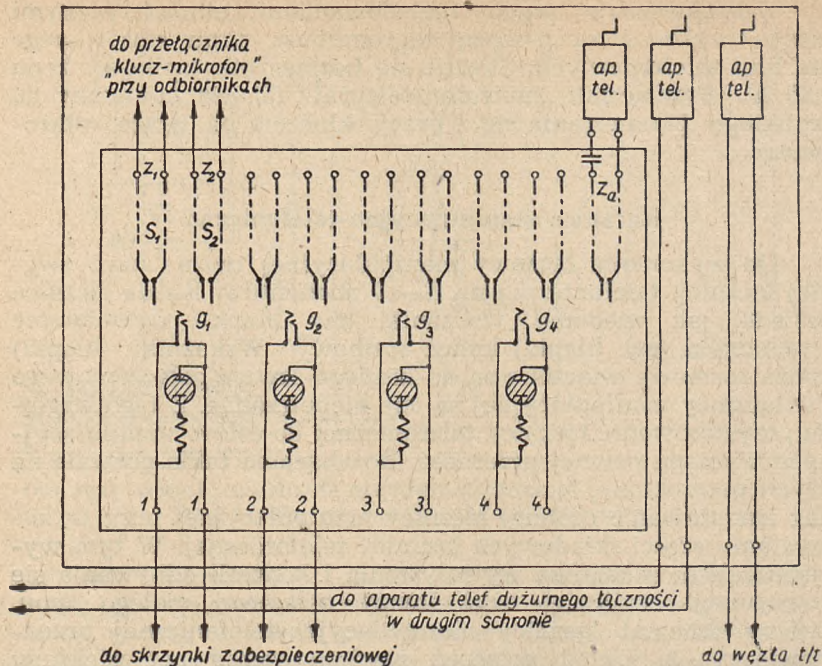 do przełącznika
„klucz-mikrofon"
przy odbiornikach
ap. tel.
ap. tel.
ap. tel.
Z₁ Z₂ Zₐ
S₁ S₂
g₁ g₂ g₃ g₄
1 1 2 2 3 3 4 4
do aparatu telef. dyżurnego łączności
w drugim schronie
do skrzynki zabezpieczeniowej
do węzła t/t